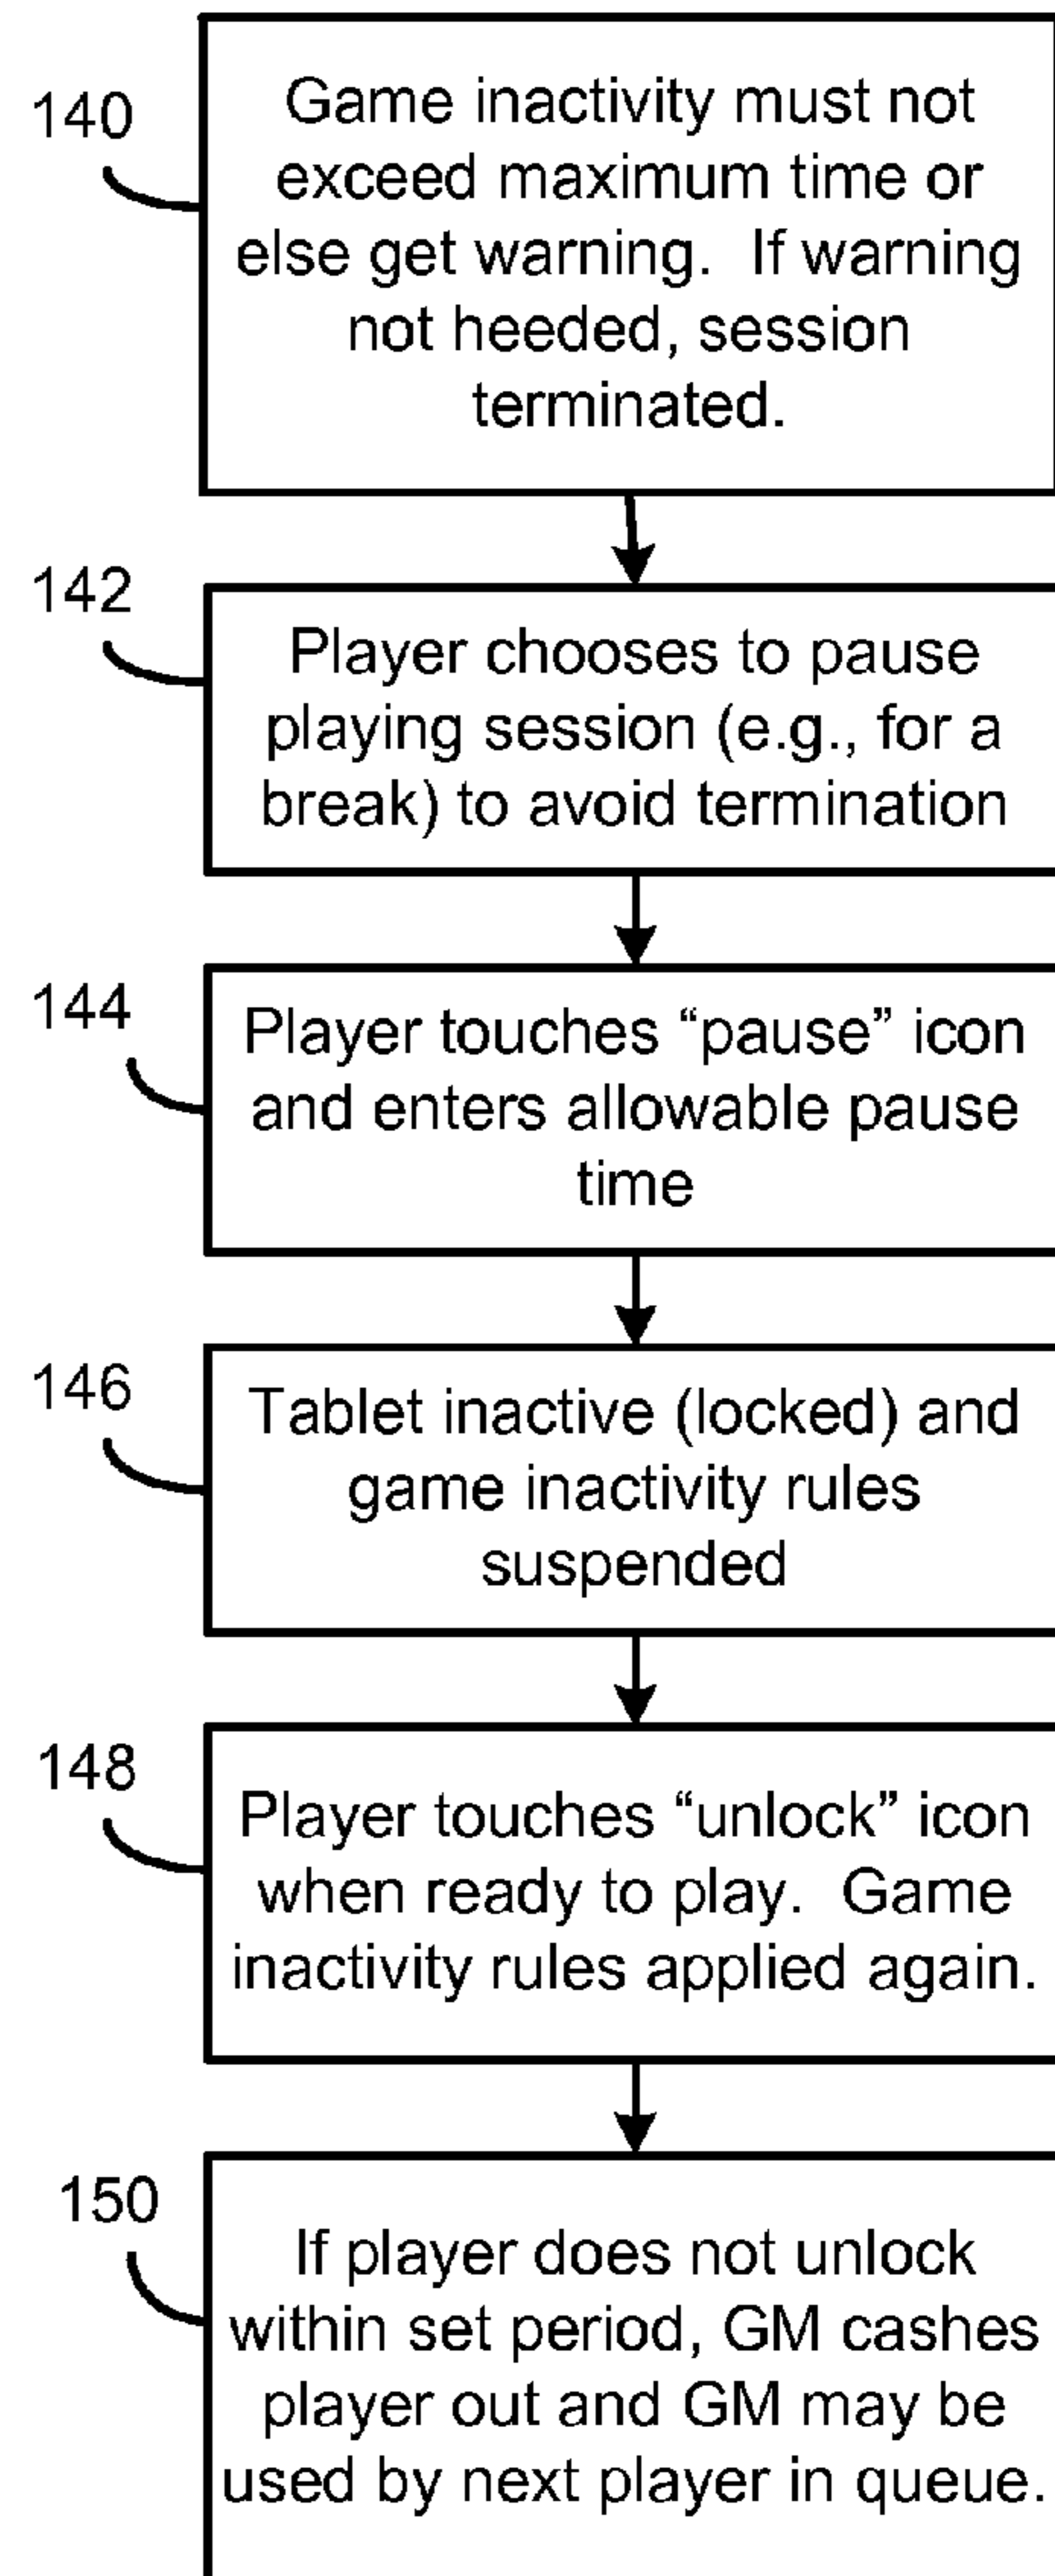 140
Game inactivity must not
exceed maximum time or
else get warning.  If warning
not heeded, session
terminated.
142
Player chooses to pause
playing session (e.g., for a
break) to avoid termination
144
Player touches “pause” icon
and enters allowable pause
time
146
Tablet inactive (locked) and
game inactivity rules
suspended
148
Player touches “unlock” icon
when ready to play.  Game
inactivity rules applied again.
150
If player does not unlock
within set period, GM cashes
player out and GM may be
used by next player in queue.